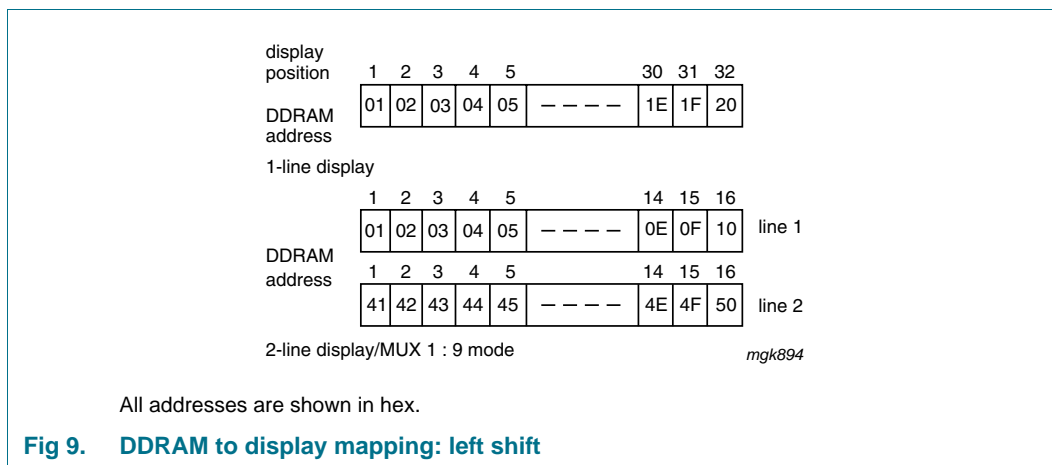 display
position 1 2 3 4 5 30 31 32
DDRAM
address 01 02 03 04 05 – – – – 1E 1F 20
1-line display
1 2 3 4 5 14 15 16
01 02 03 04 05 – – – – 0E 0F 10 line 1
DDRAM
address
1 2 3 4 5 14 15 16
41 42 43 44 45 – – – – 4E 4F 50 line 2
2-line display/MUX 1 : 9 mode
mgk894
All addresses are shown in hex.
Fig 9. DDRAM to display mapping: left shift